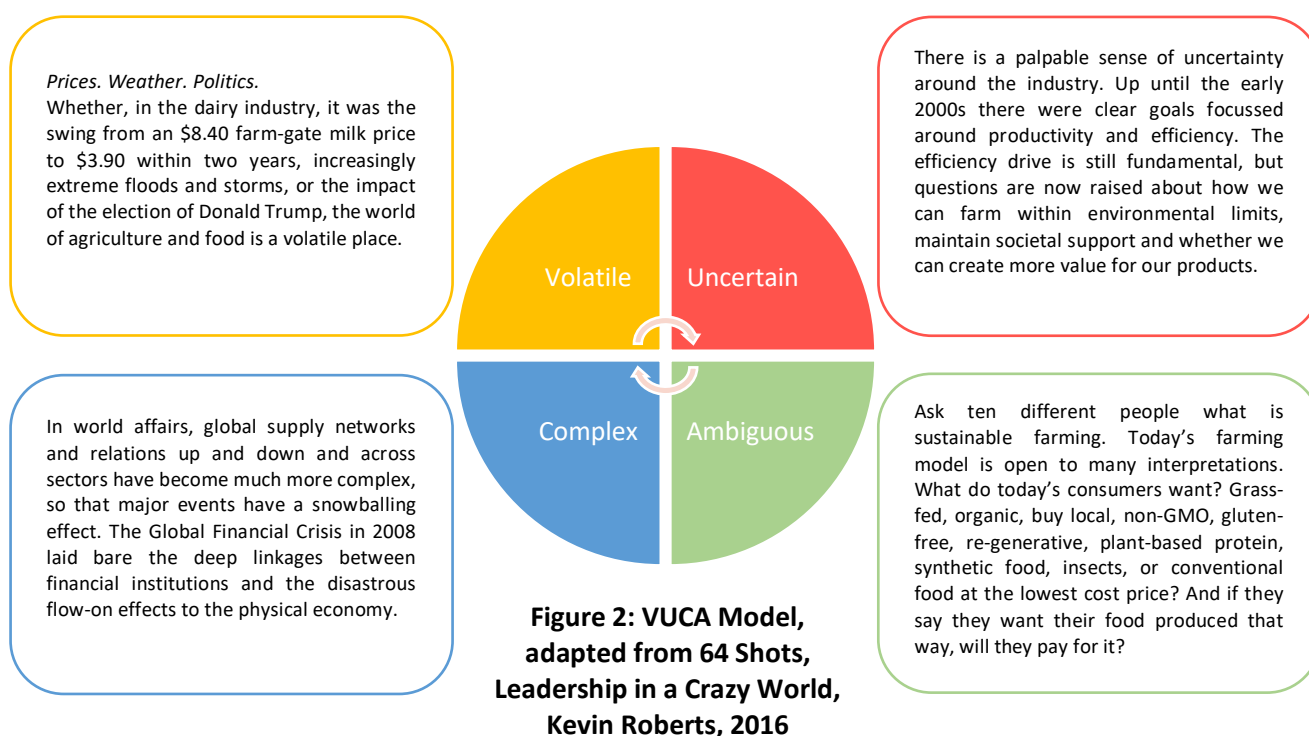 Prices. Weather. Politics.
Whether, in the dairy industry, it was the
swing from an $8.40 farm-gate milk price
to $3.90 within two years, increasingly
extreme floods and storms, or the impact
of the election of Donald Trump, the world
of agriculture and food is a volatile place.
There is a palpable sense of uncertainty
around the industry. Up until the early
2000s there were clear goals focussed
around productivity and efficiency. The
efficiency drive is still fundamental, but
questions are now raised about how we
can farm within environmental limits,
maintain societal support and whether we
can create more value for our products.
Volatile
Uncertain
Complex
Ambiguous
In world affairs, global supply networks
and relations up and down and across
sectors have become much more complex,
so that major events have a snowballing
effect. The Global Financial Crisis in 2008
laid bare the deep linkages between
financial institutions and the disastrous
flow-on effects to the physical economy.
Ask ten different people what is
sustainable farming. Today’s farming
model is open to many interpretations.
What do today’s consumers want? Grass-
fed, organic, buy local, non-GMO, gluten-
free, re-generative, plant-based protein,
synthetic food, insects, or conventional
food at the lowest cost price? And if they
say they want their food produced that
way, will they pay for it?
Figure 2: VUCA Model,
adapted from 64 Shots,
Leadership in a Crazy World,
Kevin Roberts, 2016